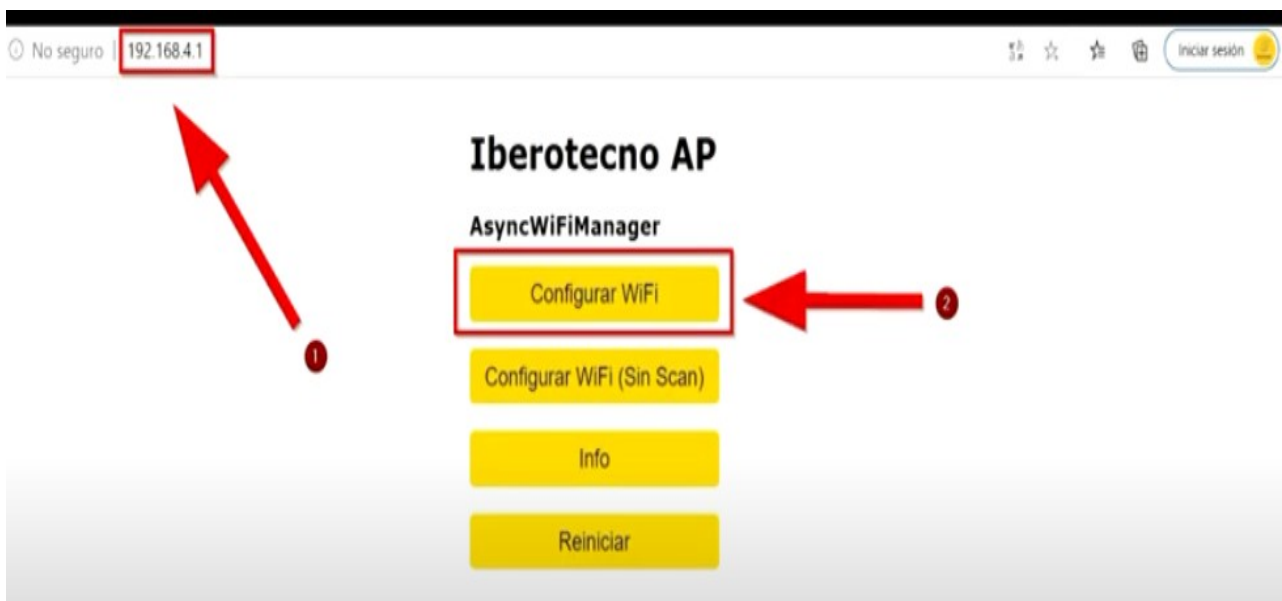 No seguro | 192.168.4.1
Iniciar sesión
Iberotecno AP
AsyncWiFiManager
Configurar WiFi
2
1
Configurar WiFi (Sin Scan)
Info
Reiniciar